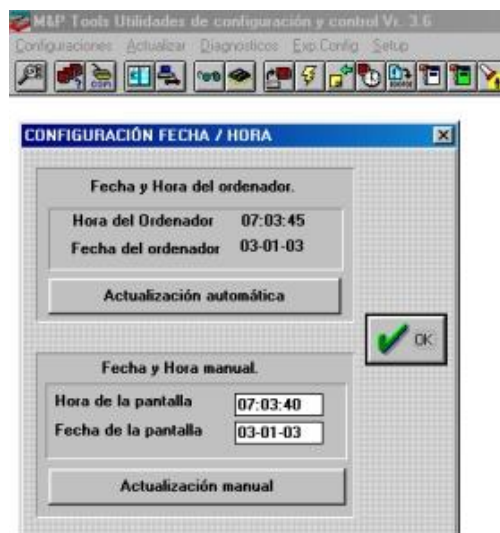 M&P Tools Utilidades de configuración y control Vr. 3.6
Configuraciones Actualizar Diagnosticos Exp.Config Setup
CONFIGURACIÓN FECHA / HORA
Fecha y Hora del ordenador.
Hora del Ordenador 07:03:45
Fecha del ordenador 03-01-03
Actualización automática
OK
Fecha y Hora manual.
Hora de la pantalla 07:03:40
Fecha de la pantalla 03-01-03
Actualización manual